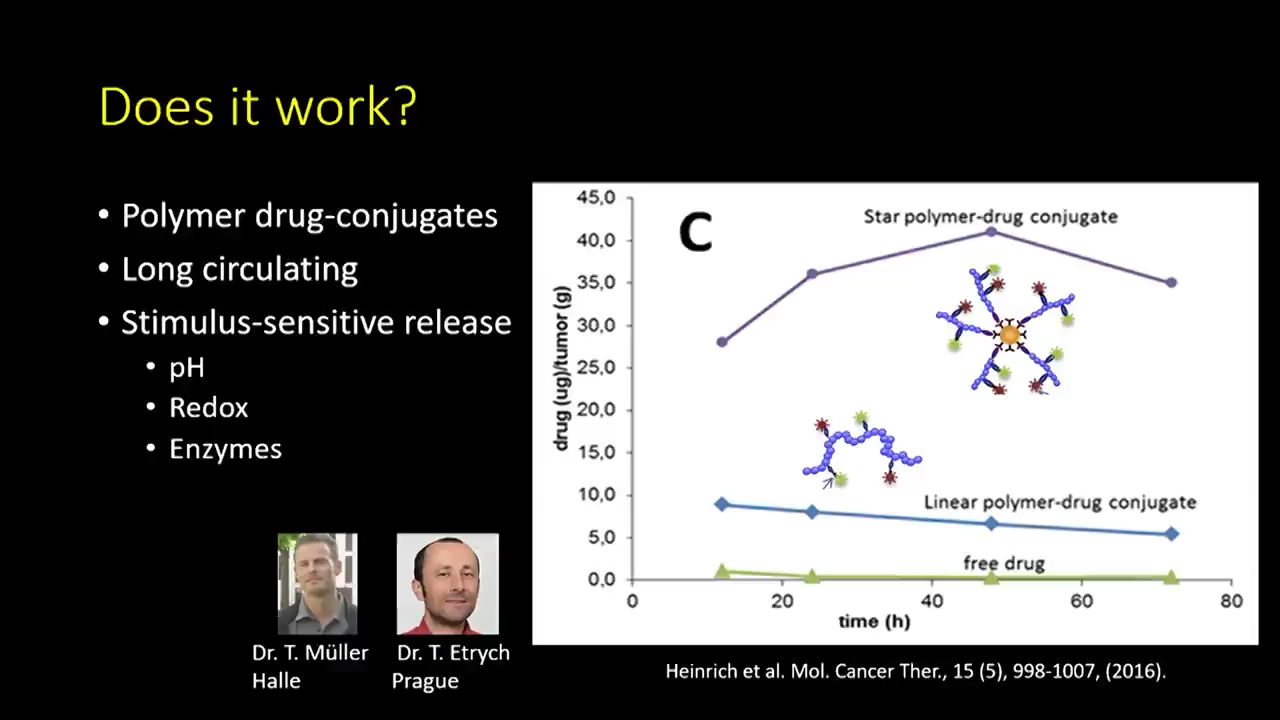 Does it work?
• Polymer drug-conjugates
• Long circulating
• Stimulus-sensitive release
• pH
• Redox
• Enzymes
Dr. T. Müller
Halle
Dr. T. Etrych
Prague
C
Star polymer-drug conjugate
Linear polymer-drug conjugate
free drug
drug (ug)/tumor (g)
45,0
40,0
35,0
30,0
25,0
20,0
15,0
10,0
5,0
0,0
0 20 40 60 80
time (h)
Heinrich et al. Mol. Cancer Ther., 15 (5), 998-1007, (2016).